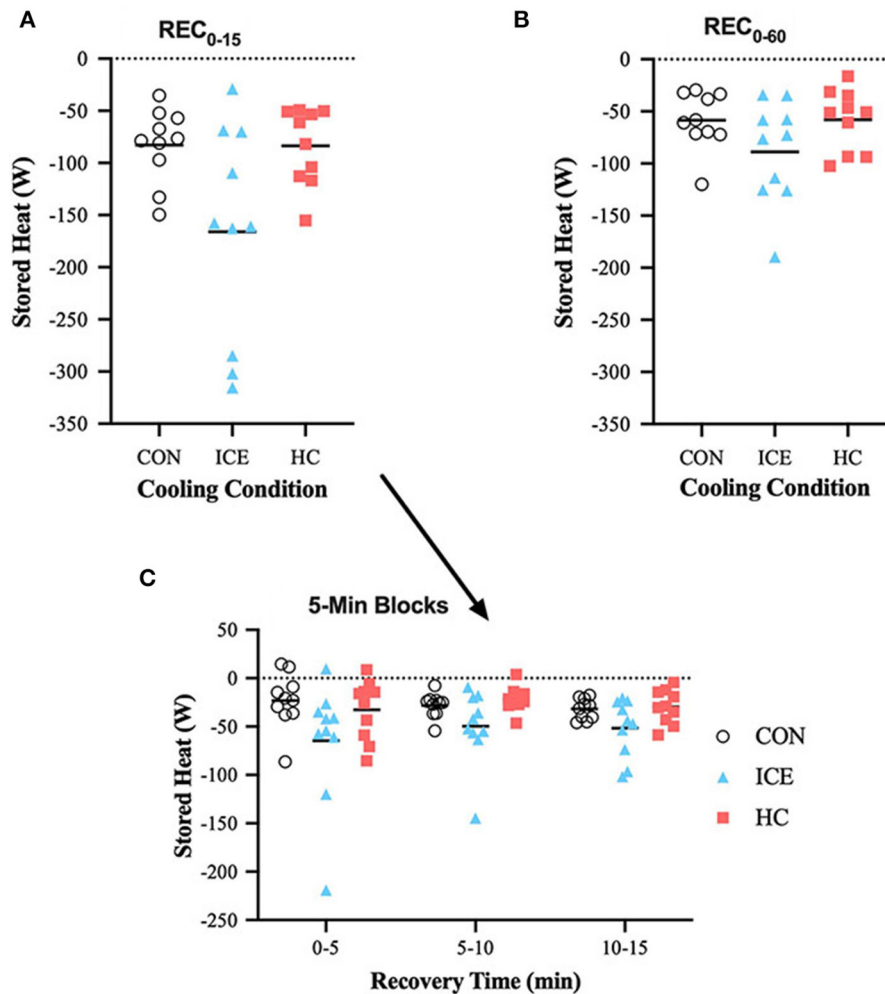 A
REC0-15
0
-50
-100
-150
-200
-250
-300
-350
Stored Heat (W)
CON ICE HC
Cooling Condition
B
REC0-60
0
-50
-100
-150
-200
-250
-300
-350
Stored Heat (W)
CON ICE HC
Cooling Condition
C
5-Min Blocks
50
0
-50
-100
-150
-200
-250
Stored Heat (W)
0-5 5-10 10-15
Recovery Time (min)
CON
ICE
HC